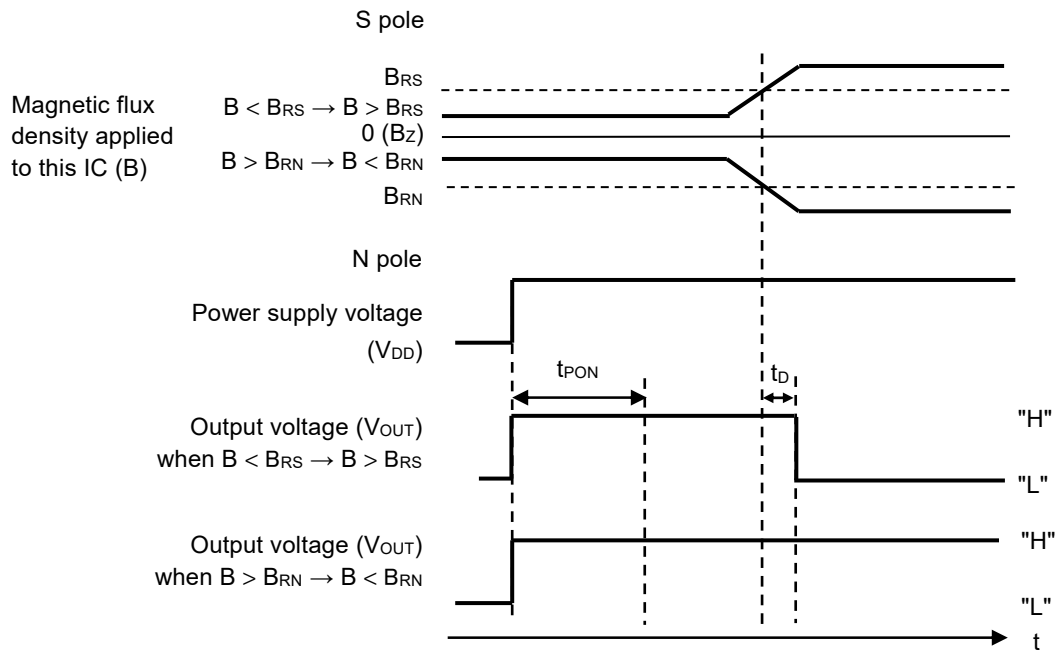 S pole
BRS
Magnetic flux
density applied
to this IC (B)
B < BRS → B > BRS
0 (BZ)
B > BRN → B < BRN
BRN
N pole
Power supply voltage
(VDD)
tPON
tD
Output voltage (VOUT)
when B < BRS → B > BRS
"H"
"L"
Output voltage (VOUT)
when B > BRN → B < BRN
"H"
"L"
t